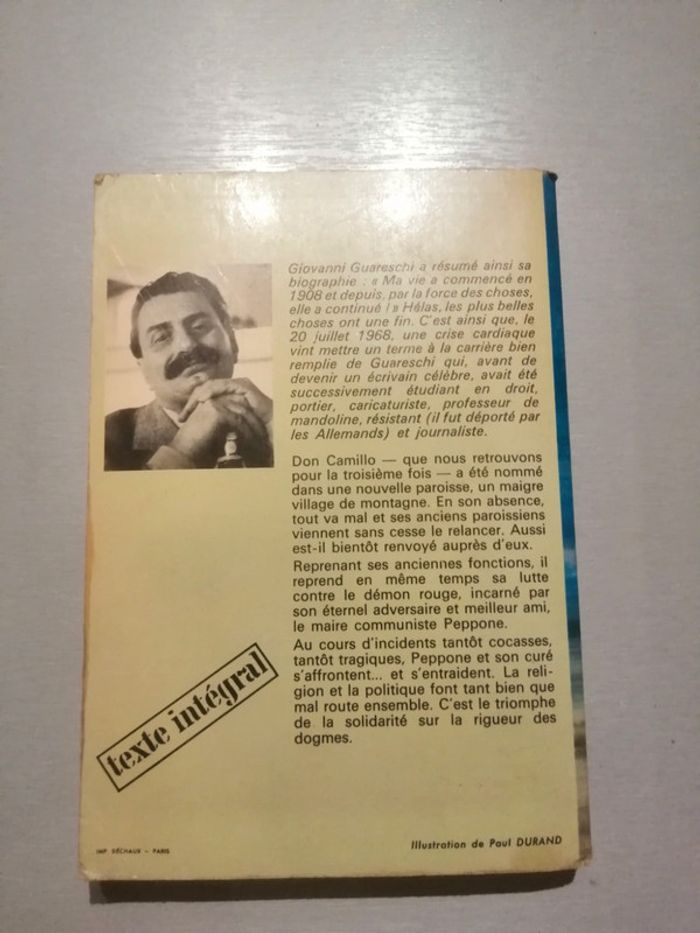 Giovanni Guareschi a résumé ainsi sa
biographie : « Ma vie a commencé en
1908 et depuis, par la force des choses,
elle a continué ! » Hélas, les plus belles
choses ont une fin. C'est ainsi que, le
20 juillet 1968, une crise cardiaque
vint mettre un terme à la carrière bien
remplie de Guareschi qui, avant de
devenir un écrivain célèbre, avait été
successivement étudiant en droit,
portier, caricaturiste, professeur de
mandoline, résistant (il fut déporté par
les Allemands) et journaliste.
Don Camillo — que nous retrouvons
pour la troisième fois — a été nommé
dans une nouvelle paroisse, un maigre
village de montagne. En son absence,
tout va mal et ses anciens paroissiens
viennent sans cesse le relancer. Aussi
est-il bientôt renvoyé auprès d'eux.
Reprenant ses anciennes fonctions, il
reprend en même temps sa lutte
contre le démon rouge, incarné par
son éternel adversaire et meilleur ami,
le maire communiste Peppone.
Au cours d'incidents tantôt cocasses,
tantôt tragiques, Peppone et son curé
s'affrontent... et s'entraident. La reli-
gion et la politique font tant bien que
mal route ensemble. C'est le triomphe
de la solidarité sur la rigueur des
dogmes.
texte intégral
IMP. BÉCHAUX - PARIS
Illustration de Paul DURAND